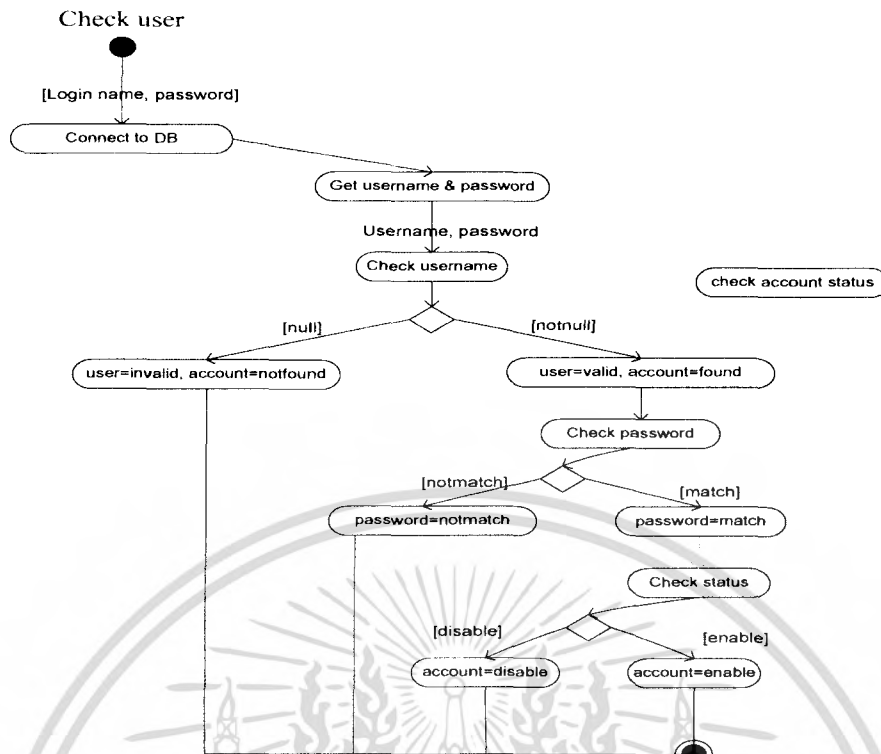 Check user
[Login name, password]
Connect to DB
Get username & password
Username, password
Check username
check account status
[null]
[notnull]
user=invalid, account=notfound
user=valid, account=found
Check password
[notmatch]
[match]
password=notmatch
password=match
Check status
[disable]
[enable]
account=disable
account=enable